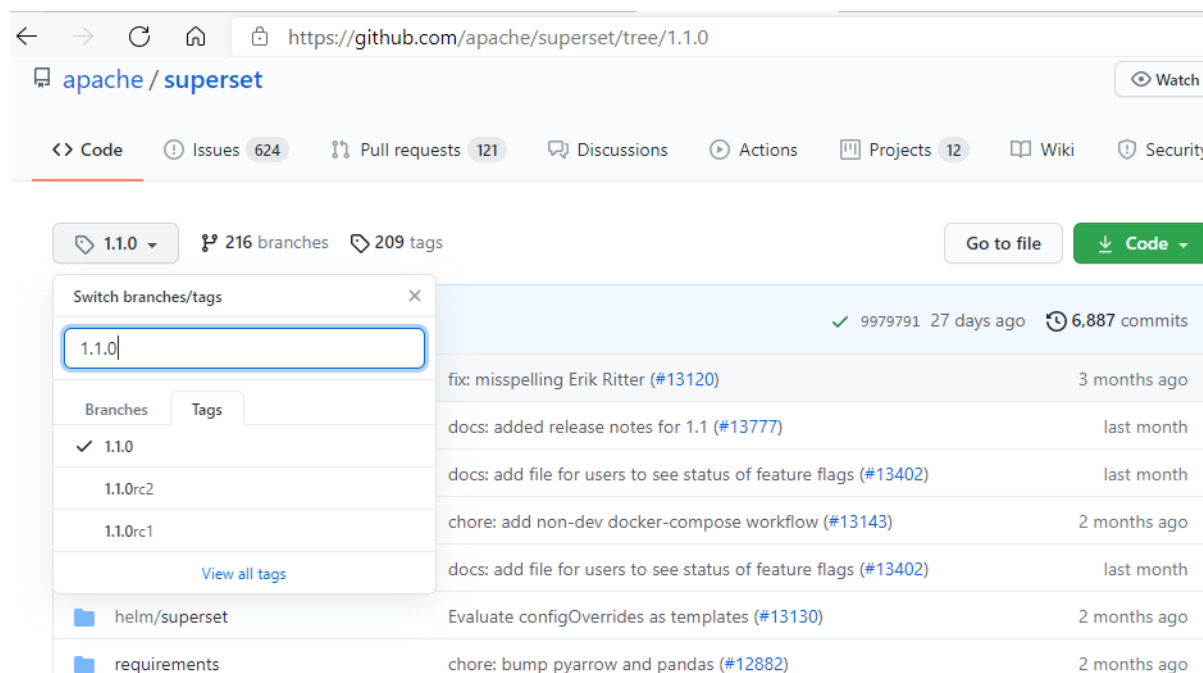 https://github.com/apache/superset/tree/1.1.0
apache / superset
Watch
Code Issues 624 Pull requests 121 Discussions Actions Projects 12 Wiki Security
1.1.0 216 branches 209 tags Go to file Code
Switch branches/tags
9979791 27 days ago 6,887 commits
1.1.0
fix: misspelling Erik Ritter (#13120) 3 months ago
Branches Tags
docs: added release notes for 1.1 (#13777) last month
1.1.0
docs: add file for users to see status of feature flags (#13402) last month
1.1.0rc2
chore: add non-dev docker-compose workflow (#13143) 2 months ago
1.1.0rc1
docs: add file for users to see status of feature flags (#13402) last month
View all tags
helm/superset Evaluate configOverrides as templates (#13130) 2 months ago
requirements chore: bump pyarrow and pandas (#12882) 2 months ago